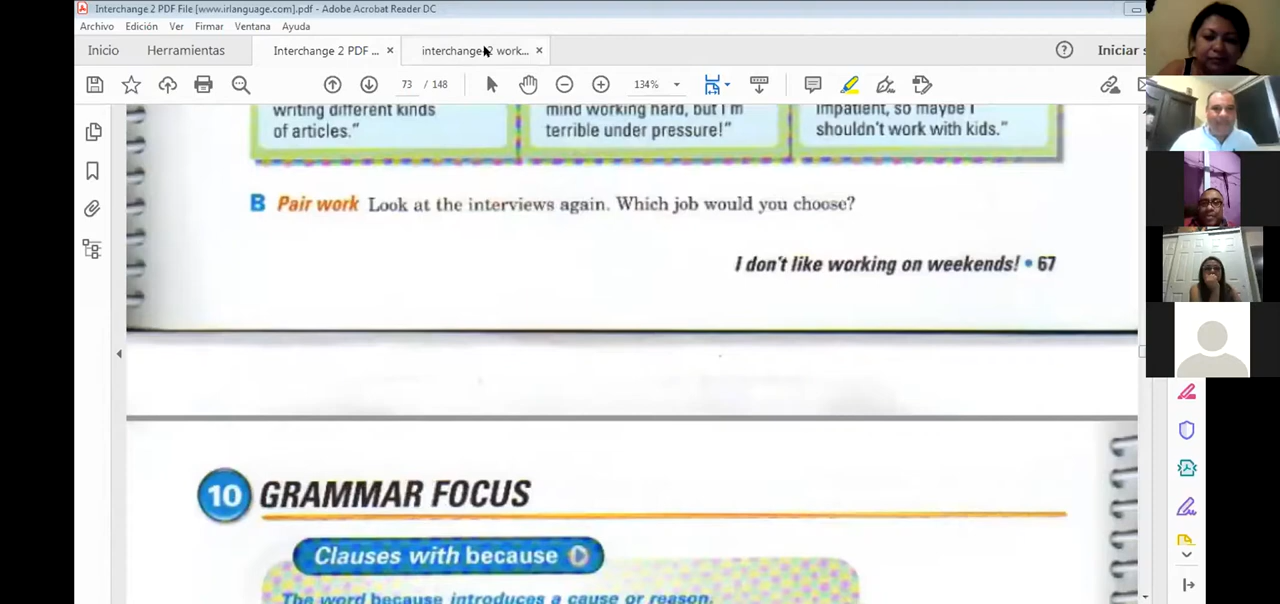 Interchange 2 PDF File [www.irlanguage.com].pdf - Adobe Acrobat Reader DC
Archivo Edición Ver Firmar Ventana Ayuda
Inicio Herramientas Interchange 2 PDF ... × interchange 2 work... × Iniciar
73 / 148 134%
writing different kinds
of articles."
mind working hard, but I'm
terrible under pressure!"
impatient, so maybe I
shouldn't work with kids."
B Pair work Look at the interviews again. Which job would you choose?
I don't like working on weekends! • 67
10 GRAMMAR FOCUS
Clauses with because
The word because introduces a cause or reason.